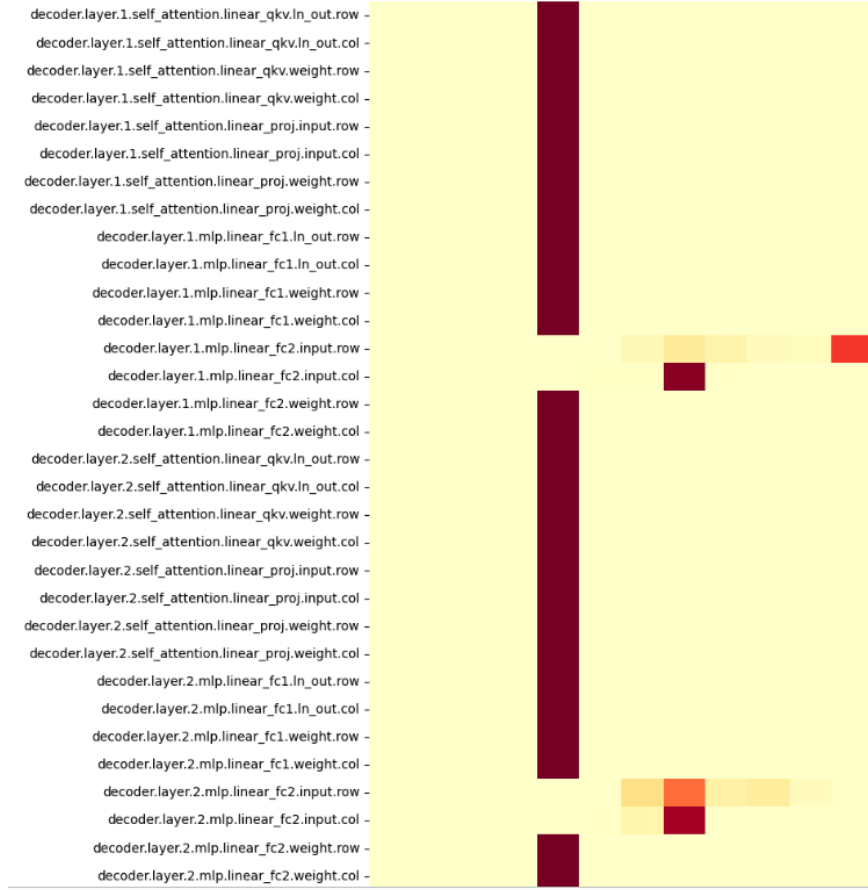 decoder.layer.1.self_attention.linear_qkv.ln_out.row
decoder.layer.1.self_attention.linear_qkv.ln_out.col
decoder.layer.1.self_attention.linear_qkv.weight.row
decoder.layer.1.self_attention.linear_qkv.weight.col
decoder.layer.1.self_attention.linear_proj.input.row
decoder.layer.1.self_attention.linear_proj.input.col
decoder.layer.1.self_attention.linear_proj.weight.row
decoder.layer.1.self_attention.linear_proj.weight.col
decoder.layer.1.mlp.linear_fc1.ln_out.row
decoder.layer.1.mlp.linear_fc1.ln_out.col
decoder.layer.1.mlp.linear_fc1.weight.row
decoder.layer.1.mlp.linear_fc1.weight.col
decoder.layer.1.mlp.linear_fc2.input.row
decoder.layer.1.mlp.linear_fc2.input.col
decoder.layer.1.mlp.linear_fc2.weight.row
decoder.layer.1.mlp.linear_fc2.weight.col
decoder.layer.2.self_attention.linear_qkv.ln_out.row
decoder.layer.2.self_attention.linear_qkv.ln_out.col
decoder.layer.2.self_attention.linear_qkv.weight.row
decoder.layer.2.self_attention.linear_qkv.weight.col
decoder.layer.2.self_attention.linear_proj.input.row
decoder.layer.2.self_attention.linear_proj.input.col
decoder.layer.2.self_attention.linear_proj.weight.row
decoder.layer.2.self_attention.linear_proj.weight.col
decoder.layer.2.mlp.linear_fc1.ln_out.row
decoder.layer.2.mlp.linear_fc1.ln_out.col
decoder.layer.2.mlp.linear_fc1.weight.row
decoder.layer.2.mlp.linear_fc1.weight.col
decoder.layer.2.mlp.linear_fc2.input.row
decoder.layer.2.mlp.linear_fc2.input.col
decoder.layer.2.mlp.linear_fc2.weight.row
decoder.layer.2.mlp.linear_fc2.weight.col